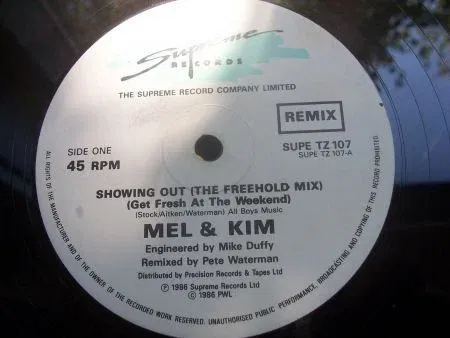 Supreme
RECORDS
THE SUPREME RECORD COMPANY LIMITED
REMIX
SIDE ONE
45 RPM
SUPE TZ 107
SUPE TZ 107-A
SHOWING OUT (THE FREEHOLD MIX)
(Get Fresh At The Weekend)
(Stock/Aitken/Waterman) All Boys Music
MEL & KIM
Engineered by Mike Duffy
Remixed by Pete Waterman
Distributed by Precision Records & Tapes Ltd
Ⓟ 1986 Supreme Records Ltd
© 1986 PWL
ALL RIGHTS OF THE MANUFACTURER AND OF THE OWNER OF THE RECORDED WORK RESERVED. UNAUTHORISED PUBLIC PERFORMANCE, BROADCASTING AND COPYING OF THIS RECORD PROHIBITED.